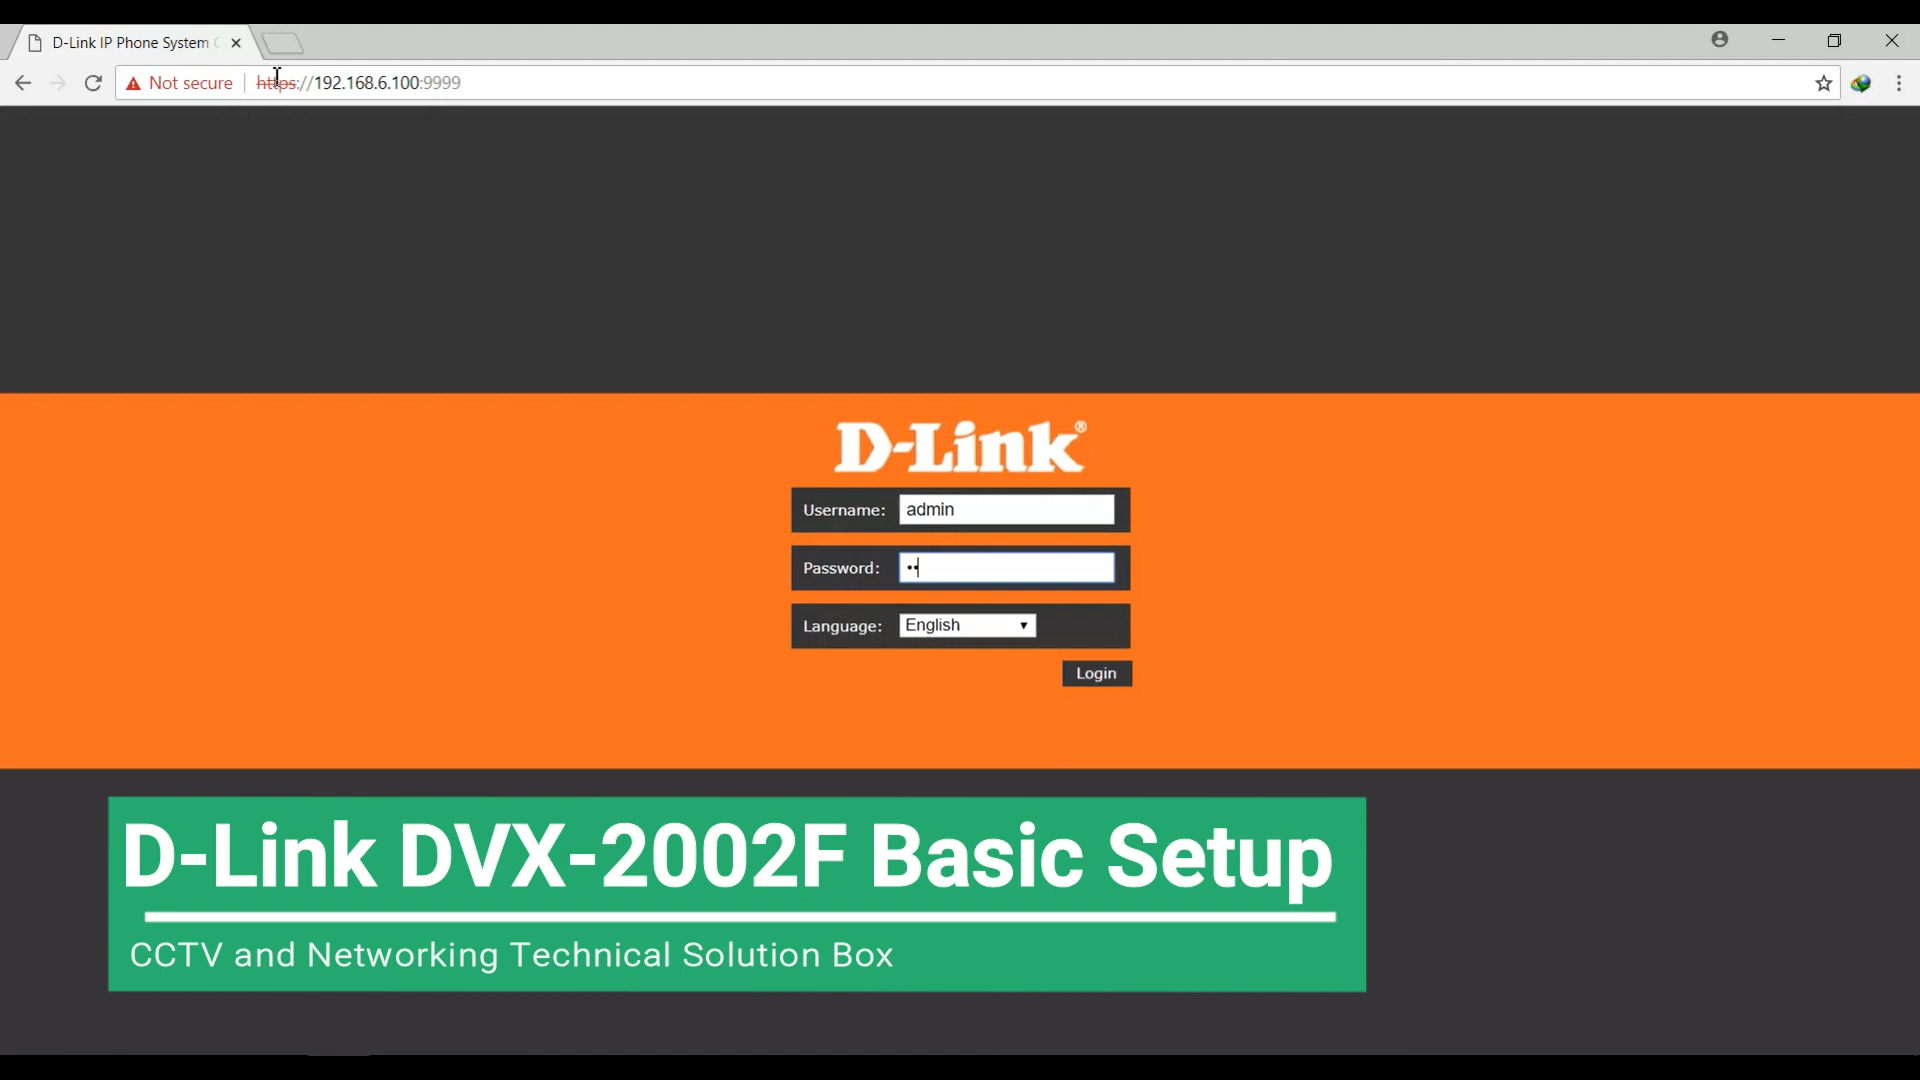 D-Link IP Phone System
Not secure
https://192.168.6.100:9999
D-Link®
Username: admin
Password: ••
Language: English
Login
D-Link DVX-2002F Basic Setup
CCTV and Networking Technical Solution Box